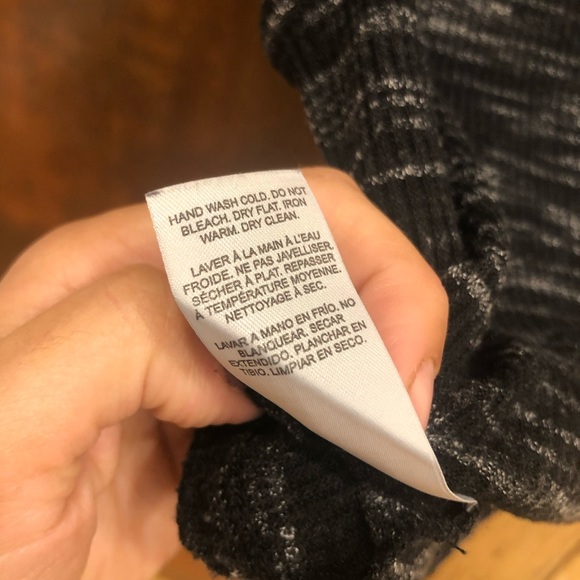 HAND WASH COLD. DO NOT
BLEACH. DRY FLAT. IRON
WARM. DRY CLEAN.
LAVER À LA MAIN À L'EAU
FROIDE. NE PAS JAVELLISER.
SÉCHER À PLAT. REPASSER
À TEMPÉRATURE MOYENNE.
NETTOYAGE À SEC.
LAVAR A MANO EN FRÍO. NO
BLANQUEAR. SECAR
EXTENDIDO. PLANCHAR EN
TIBIO. LIMPIAR EN SECO.